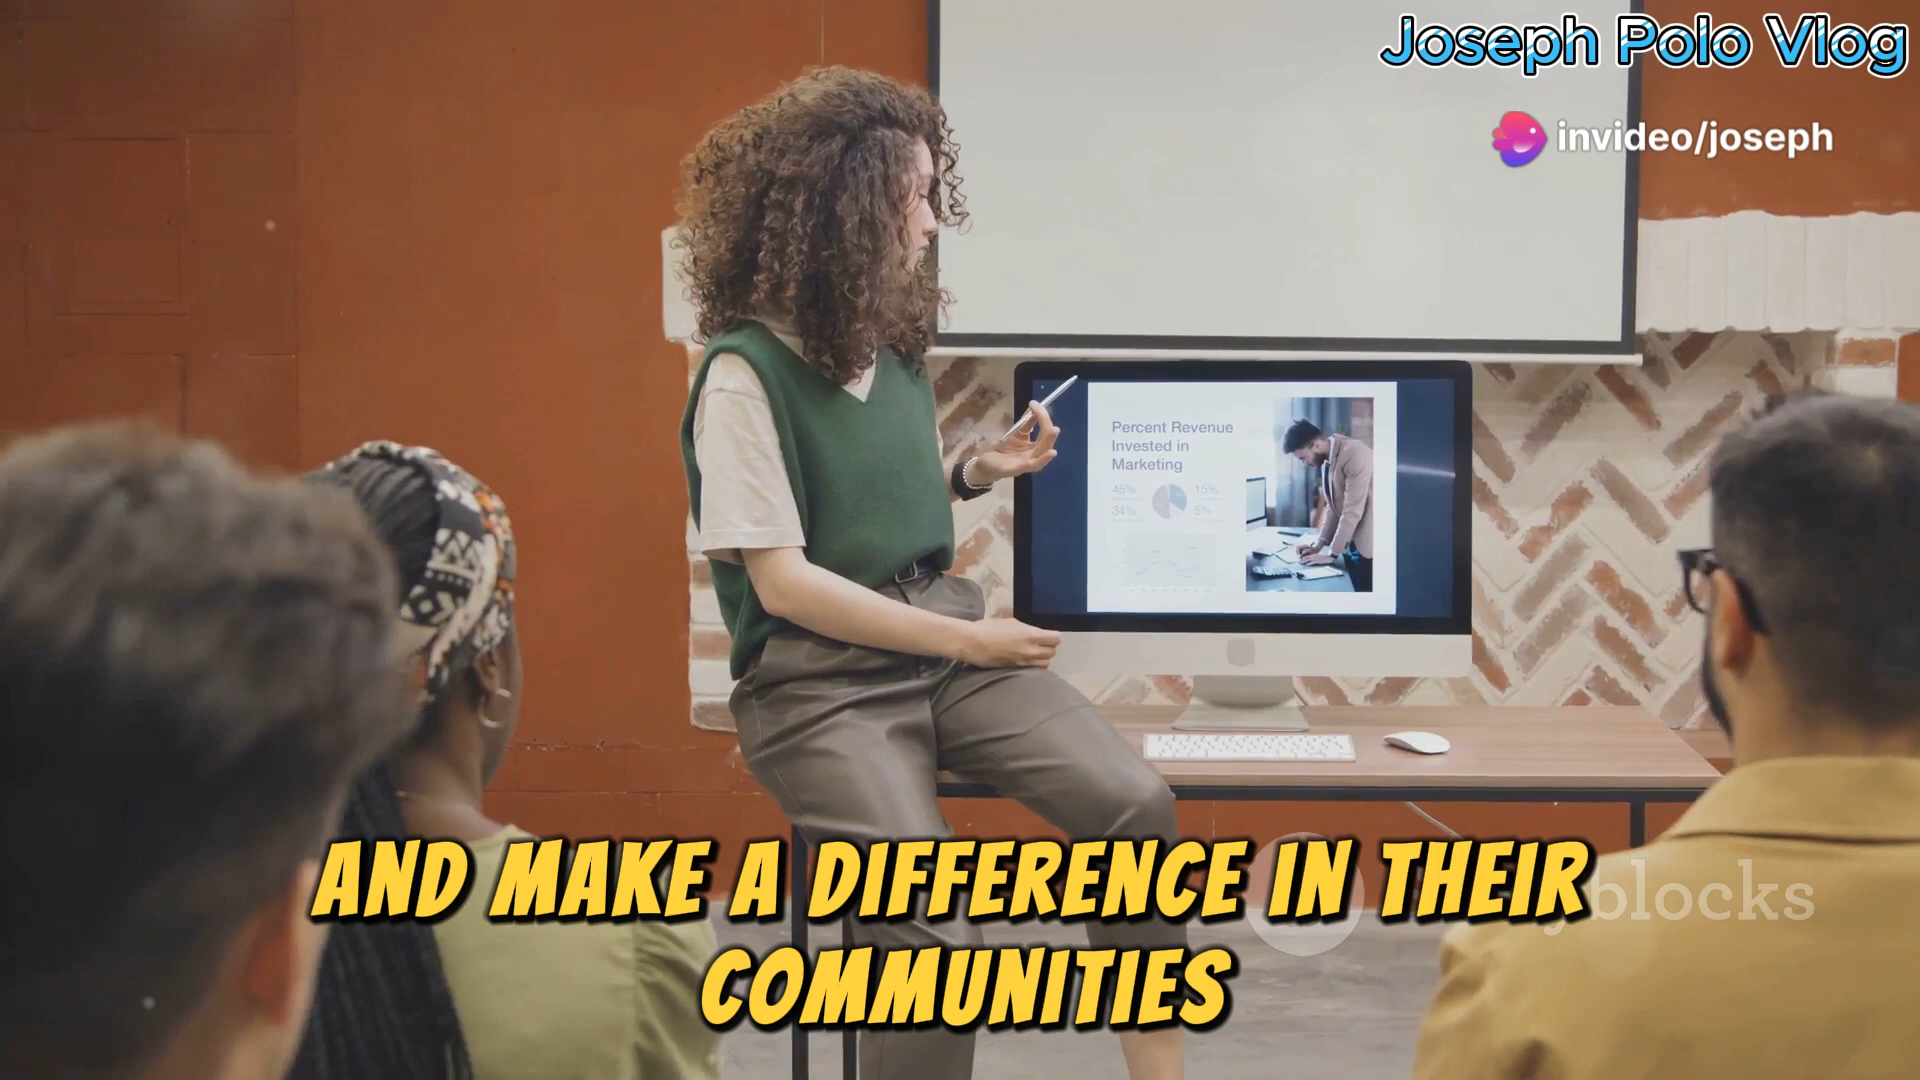 Joseph Polo Vlog
invideo/joseph
Percent Revenue
Invested in
Marketing
45% 15%
34% 5%
AND MAKE A DIFFERENCE IN THEIR
blocks
COMMUNITIES